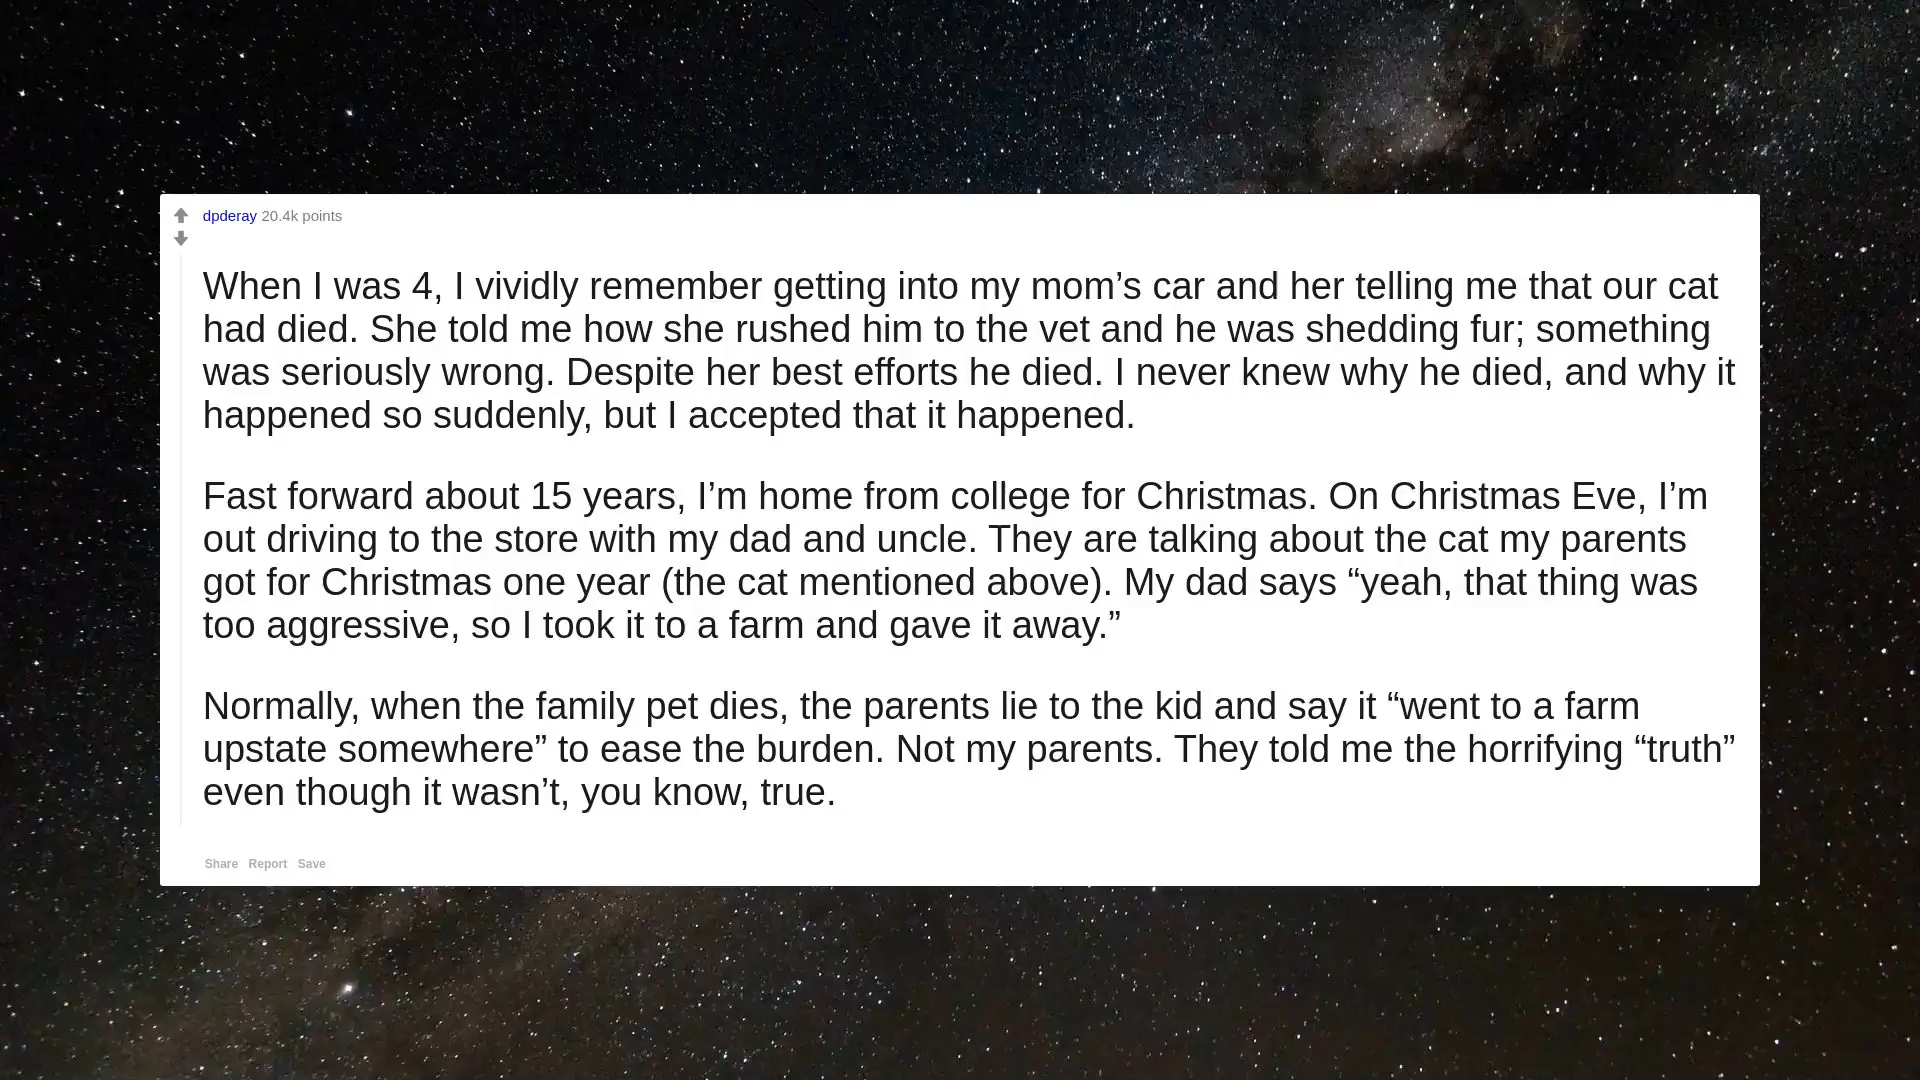 dpderay 20.4k points
When I was 4, I vividly remember getting into my mom’s car and her telling me that our cat
had died. She told me how she rushed him to the vet and he was shedding fur; something
was seriously wrong. Despite her best efforts he died. I never knew why he died, and why it
happened so suddenly, but I accepted that it happened.
Fast forward about 15 years, I’m home from college for Christmas. On Christmas Eve, I’m
out driving to the store with my dad and uncle. They are talking about the cat my parents
got for Christmas one year (the cat mentioned above). My dad says “yeah, that thing was
too aggressive, so I took it to a farm and gave it away.”
Normally, when the family pet dies, the parents lie to the kid and say it “went to a farm
upstate somewhere” to ease the burden. Not my parents. They told me the horrifying “truth”
even though it wasn’t, you know, true.
Share Report Save